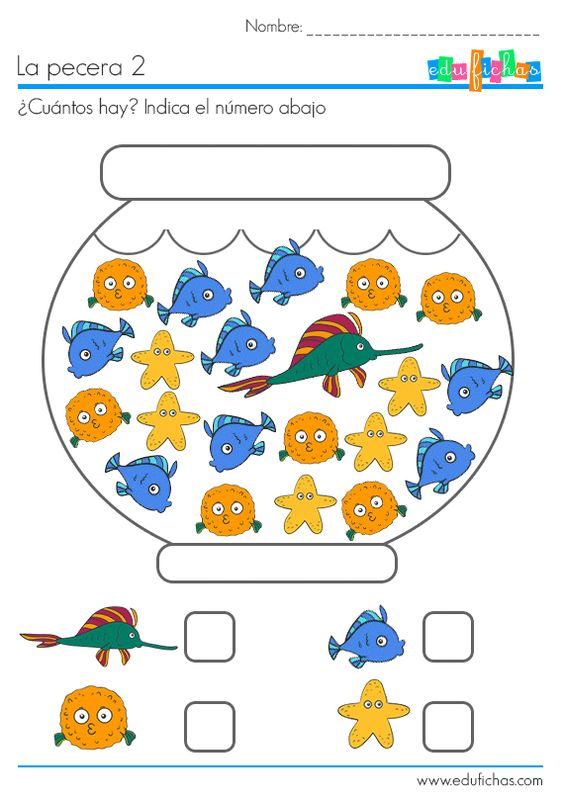 Nombre: ___________________________
La pecera 2
edufichas
¿Cuántos hay? Indica el número abajo
www.edufichas.com